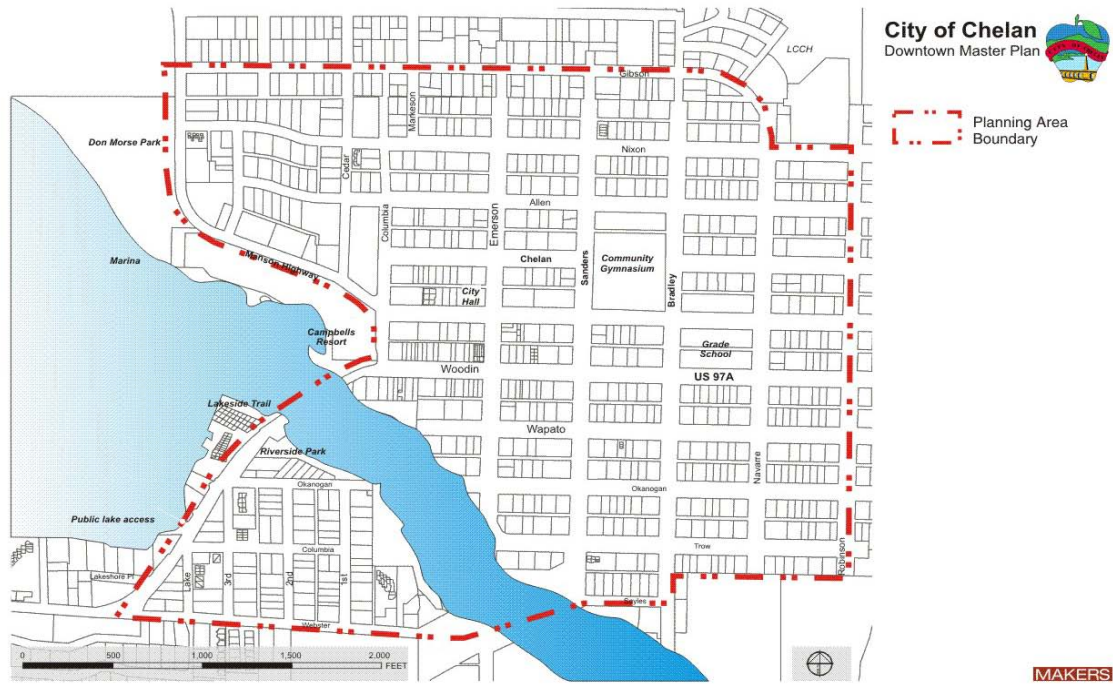 City of Chelan
Downtown Master Plan
CITY OF CHELAN
Planning Area
Boundary
LCCH
Gibson
Markeson
Don Morse Park
Nixon
Cedar
Allen
Columbia
Emerson
Manson Highway
Marina
Chelan
Sanders
Community
Gymnasium
Bradley
City
Hall
Campbells
Resort
Grade
School
Woodin
US 97A
Lakeside Trail
Wapato
Riverside Park
Navarre
Okanogan
Okanogan
Public lake access
Columbia
Trow
Robinson
Lakeshore Pl
Lake
3rd
2nd
1st
Sayles
Webster
0 500 1,000 1,500 2,000
FEET
MAKERS